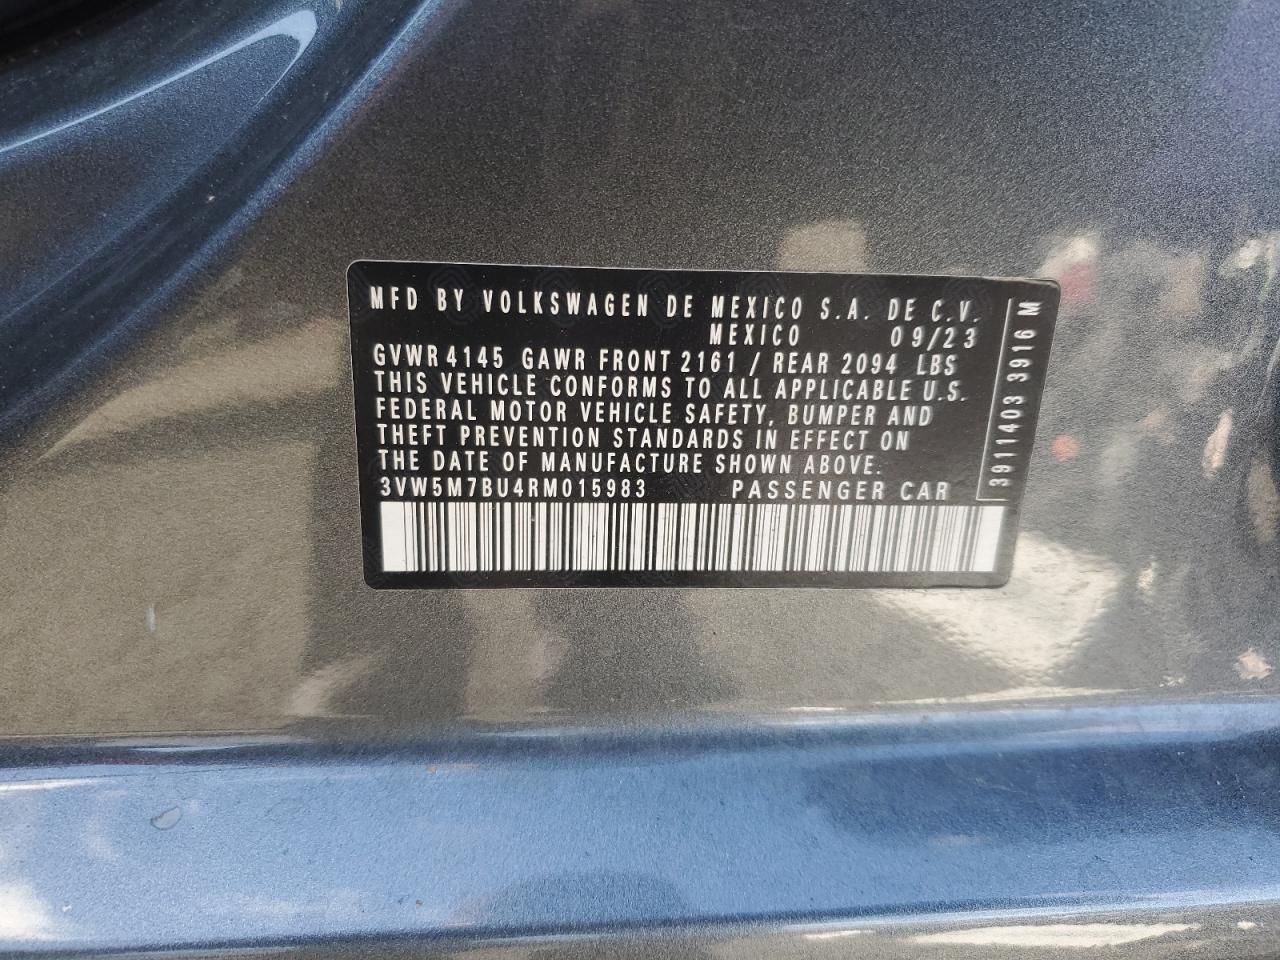 MFD BY VOLKSWAGEN DE MEXICO S.A. DE C.V.
MEXICO 09/23
GVWR 4145 GAWR FRONT 2161 / REAR 2094 LBS
THIS VEHICLE CONFORMS TO ALL APPLICABLE U.S.
FEDERAL MOTOR VEHICLE SAFETY, BUMPER AND
THEFT PREVENTION STANDARDS IN EFFECT ON
THE DATE OF MANUFACTURE SHOWN ABOVE.
3VW5M7BU4RM015983 PASSENGER CAR
3911403 3916 M